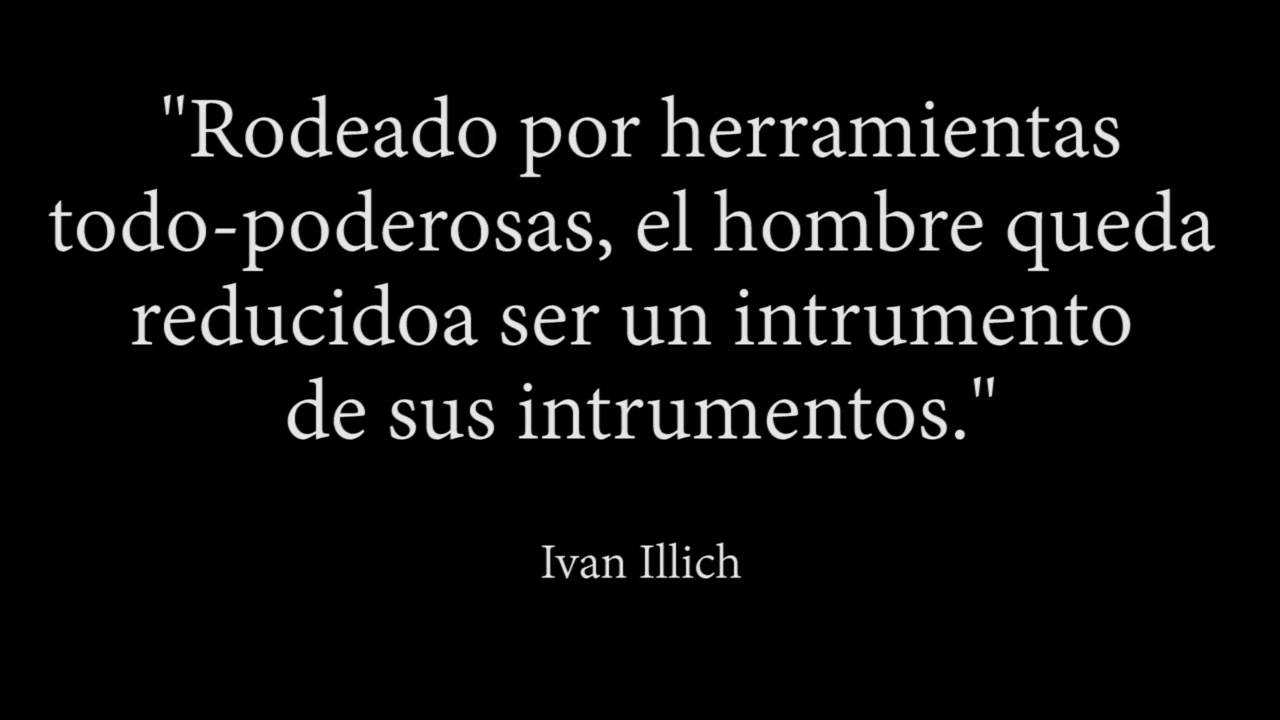 "Rodeado por herramientas
todo-poderosas, el hombre queda
reducidoa ser un intrumento
de sus intrumentos."
Ivan Illich